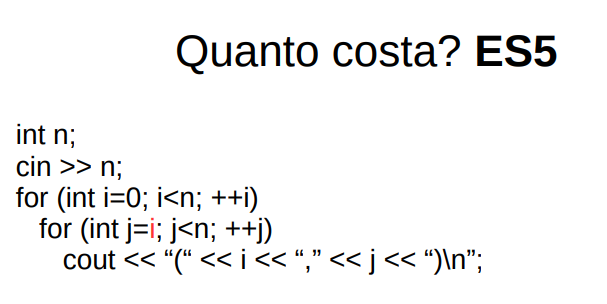 Quanto costa? ES5
int n;
cin >> n;
for (int i=0; i<n; ++i)
for (int j=i; j<n; ++j)
cout << “(“ << i << “,” << j << “)\n”;